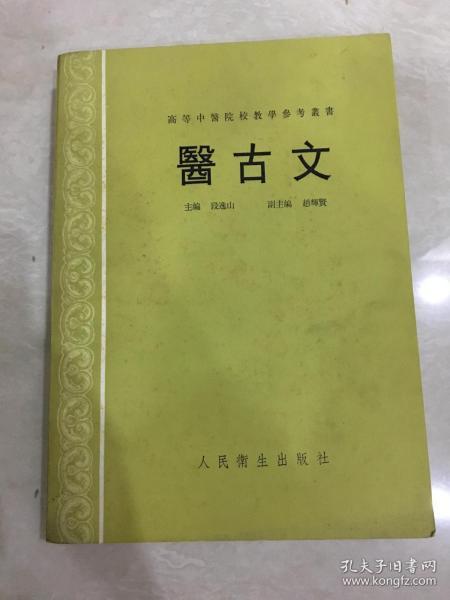 高等中醫院校教學參考叢書
醫古文
主編 段逸山 副主編 趙輝賢
人民衛生出版社
孔夫子旧书网
www.kongfz.com